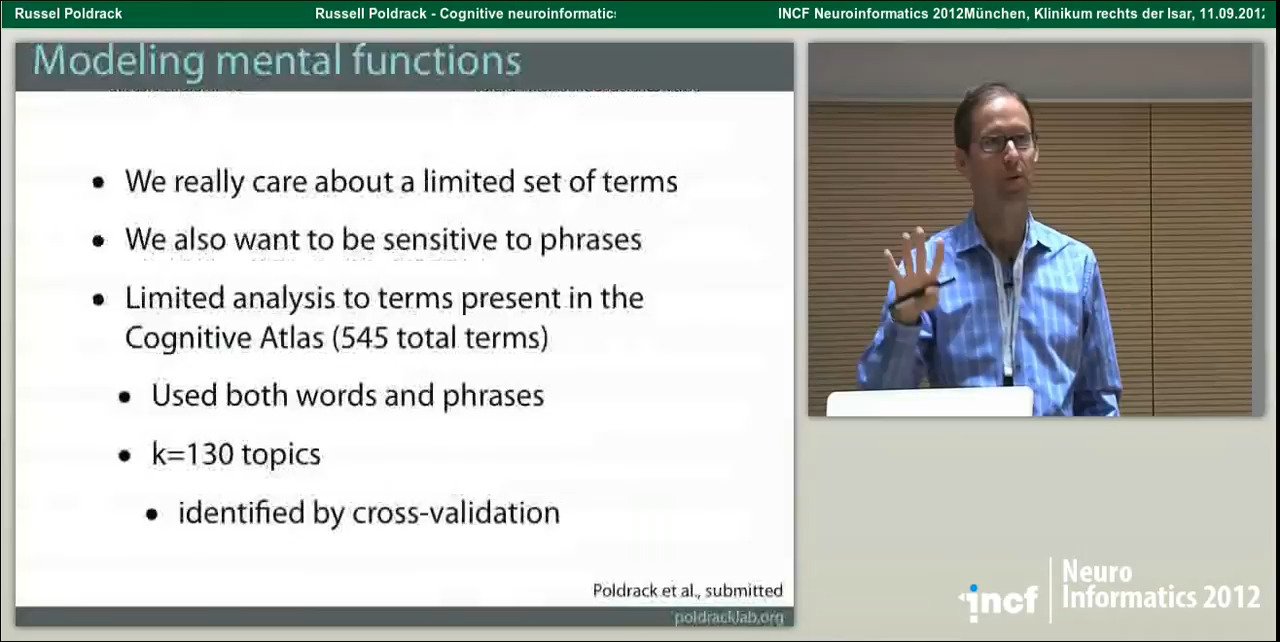 Russel Poldrack
Russell Poldrack - Cognitive neuroinformatics
INCF Neuroinformatics 2012München, Klinikum rechts der Isar, 11.09.2012
Modeling mental functions
• We really care about a limited set of terms
• We also want to be sensitive to phrases
• Limited analysis to terms present in the
Cognitive Atlas (545 total terms)
• Used both words and phrases
• k=130 topics
• identified by cross-validation
Poldrack et al., submitted
poldracklab.org
incf
Neuro
Informatics 2012